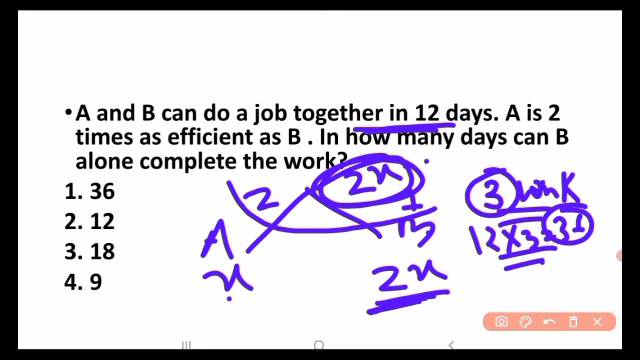 •A and B can do a job together in 12 days. A is 2
times as efficient as B . In how many days can B
alone complete the work?
1. 36
2. 12
3. 18
4. 9
2
2x
1
3 work
A
B
12 x 3 =
x
2x